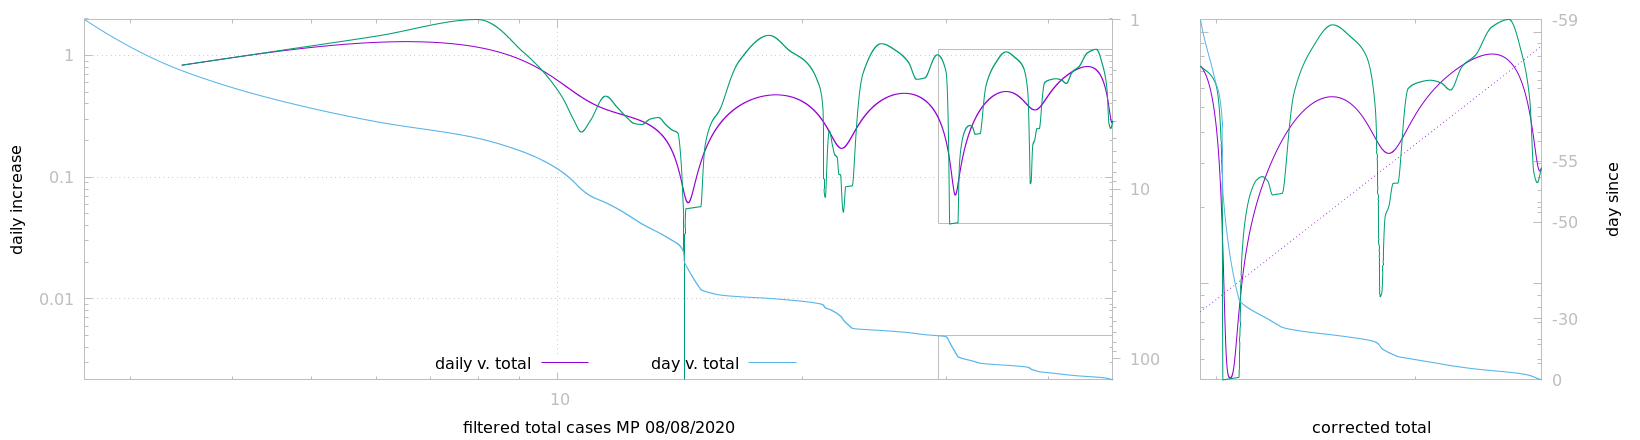 daily increase
1
0.1
0.01
10
filtered total cases MP 08/08/2020
daily v. total
day v. total
1
10
100
-59
-55
-50
-30
0
day since
corrected total